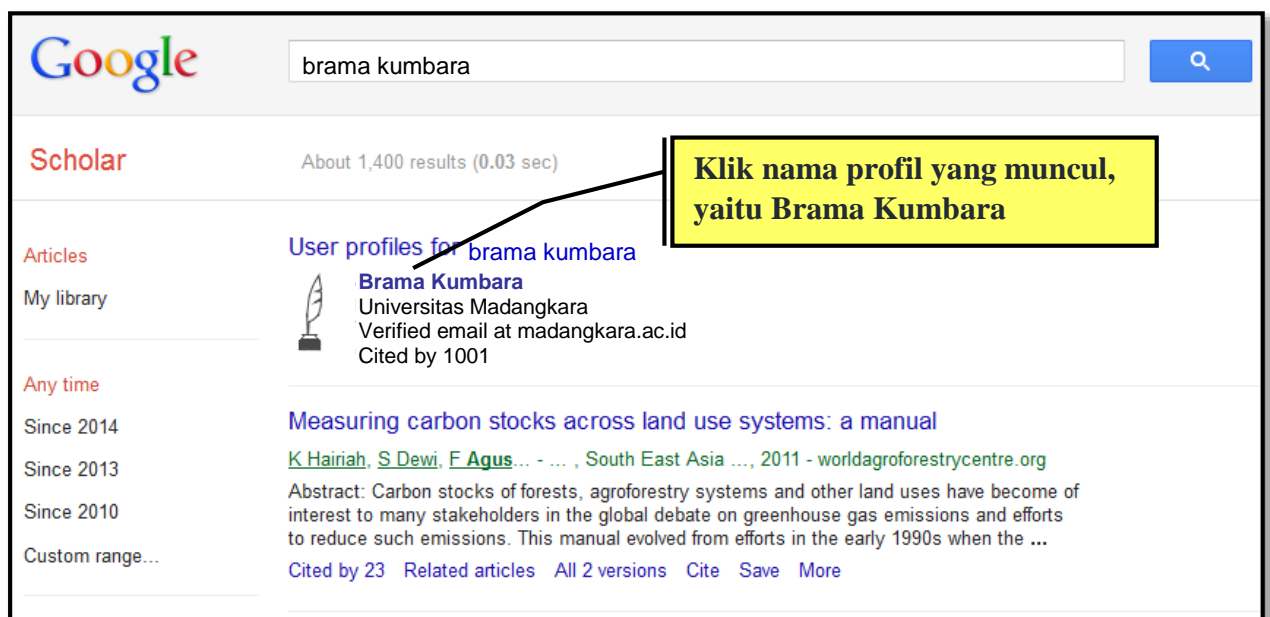 Google
brama kumbara
Scholar
About 1,400 results (0.03 sec)
Klik nama profil yang muncul,
yaitu Brama Kumbara
Articles
My library
Any time
Since 2014
Since 2013
Since 2010
Custom range...
User profiles for brama kumbara
Brama Kumbara
Universitas Madangkara
Verified email at madangkara.ac.id
Cited by 1001
Measuring carbon stocks across land use systems: a manual
K Hairiah, S Dewi, F Agus... - ... , South East Asia ..., 2011 - worldagroforestrycentre.org
Abstract: Carbon stocks of forests, agroforestry systems and other land uses have become of
interest to many stakeholders in the global debate on greenhouse gas emissions and efforts
to reduce such emissions. This manual evolved from efforts in the early 1990s when the ...
Cited by 23 Related articles All 2 versions Cite Save More